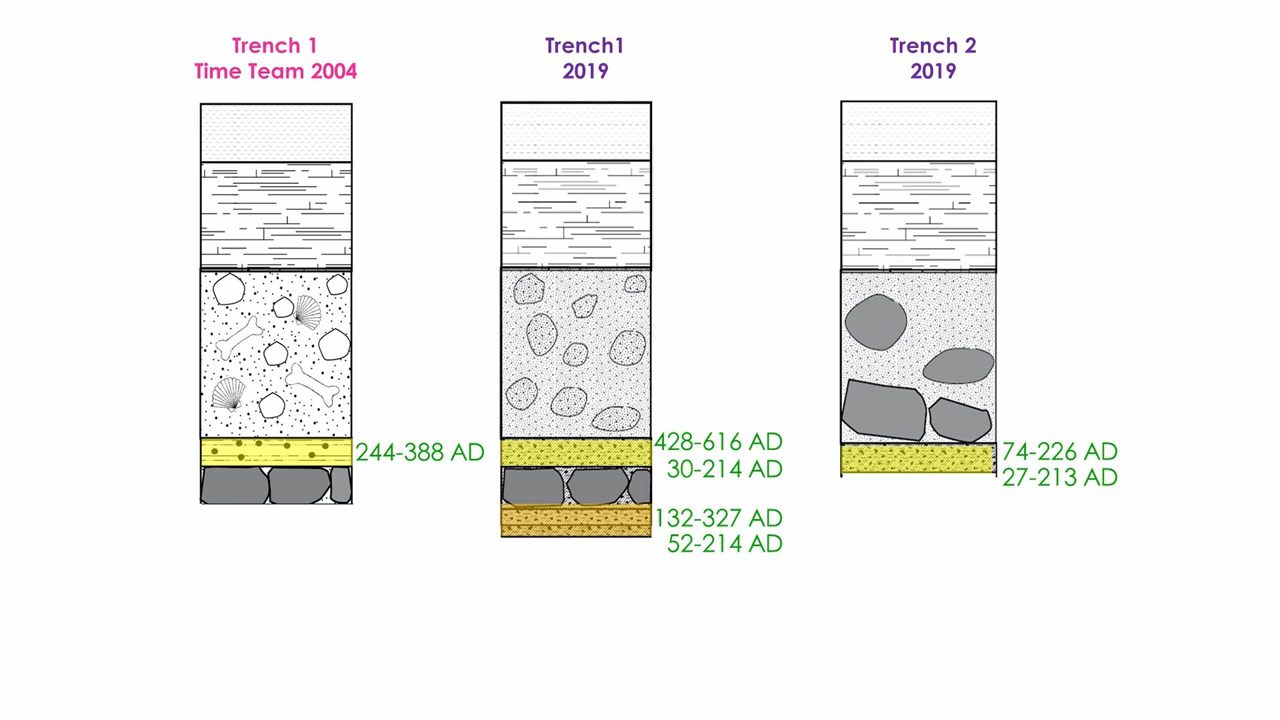 Trench 1
Time Team 2004
Trench1
2019
Trench 2
2019
244-388 AD
428-616 AD
30-214 AD
132-327 AD
52-214 AD
74-226 AD
27-213 AD